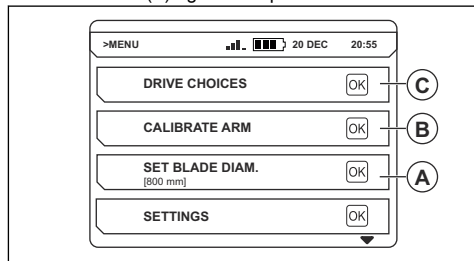 >MENU 20 DEC 20:55
DRIVE CHOICES OK C
CALIBRATE ARM OK B
SET BLADE DIAM. OK A
[800 mm]
SETTINGS OK